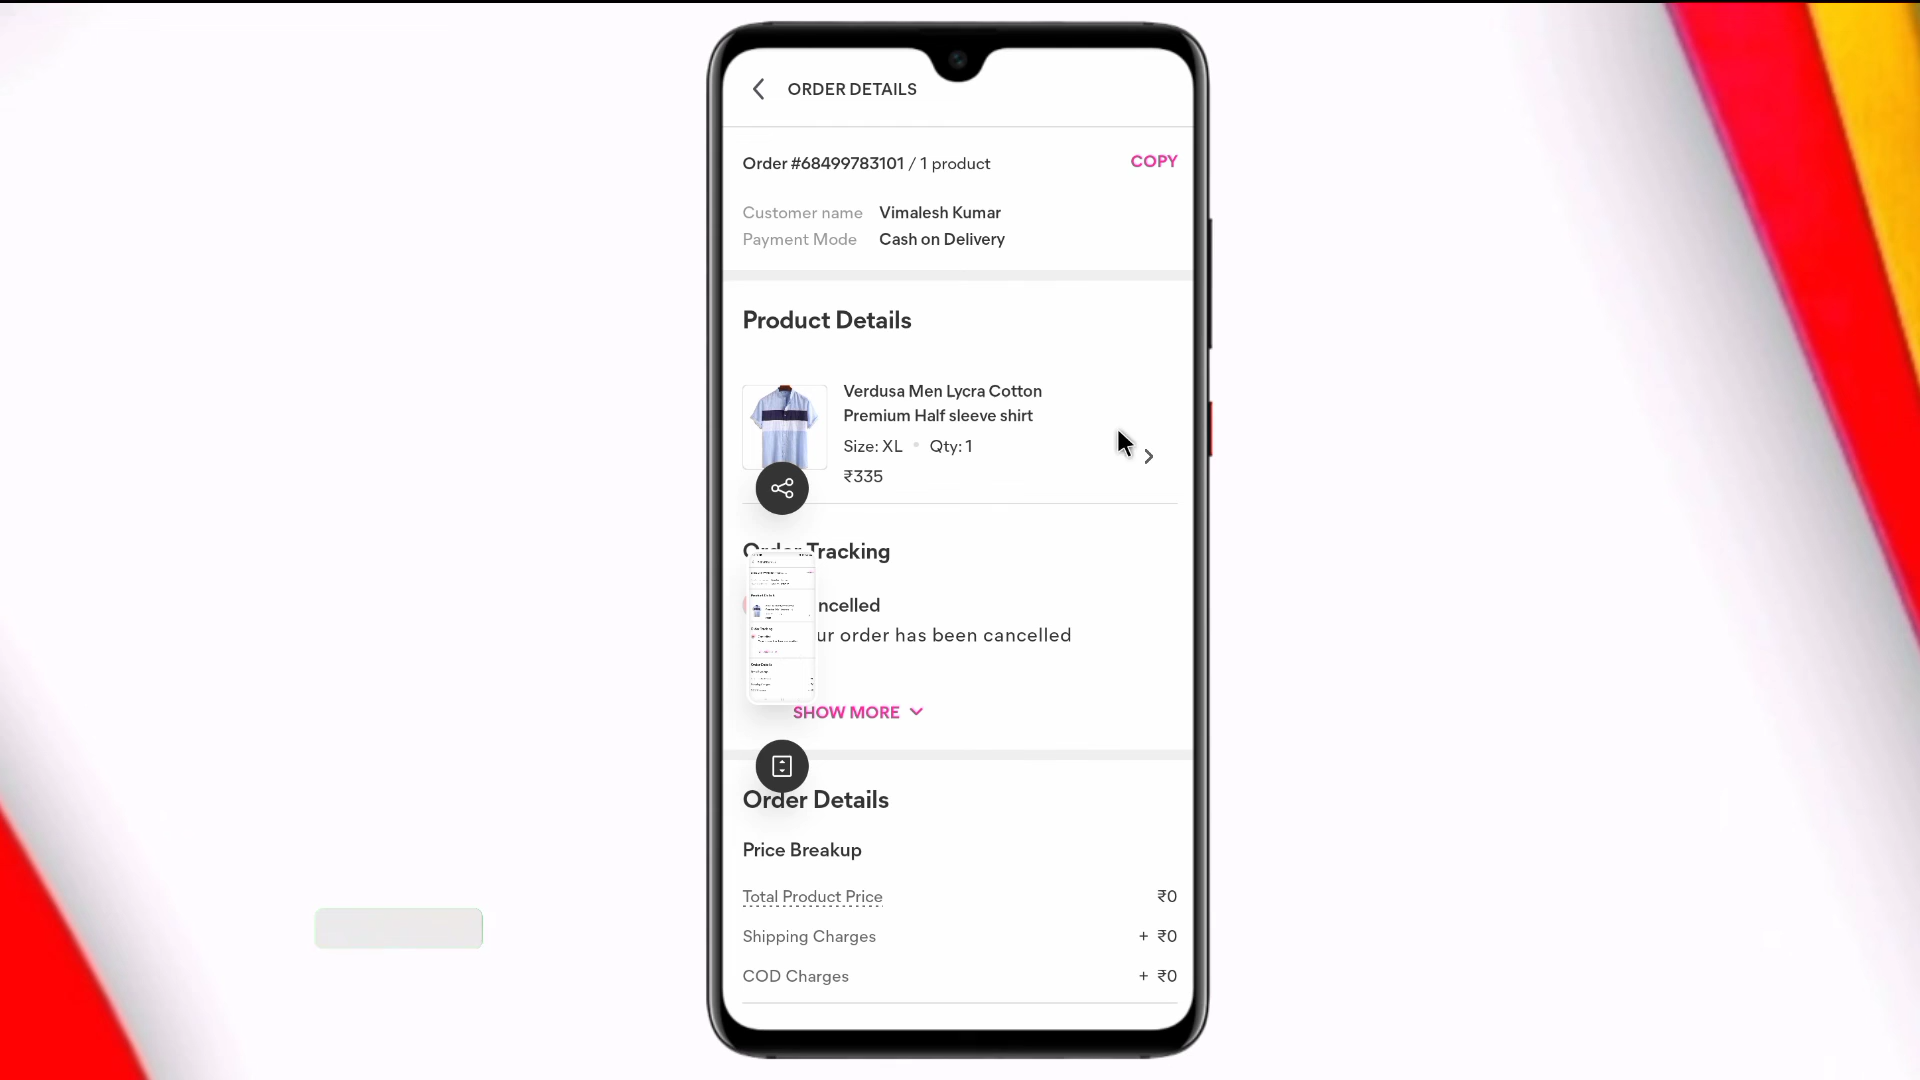 ORDER DETAILS
Order #68499783101 / 1 product
COPY
Customer name Vimalesh Kumar
Payment Mode Cash on Delivery
Product Details
Verdusa Men Lycra Cotton
Premium Half sleeve shirt
Size: XL • Qty: 1
₹335
Order Tracking
ncelled
ur order has been cancelled
SHOW MORE
Order Details
Price Breakup
Total Product Price ₹0
Shipping Charges + ₹0
COD Charges + ₹0